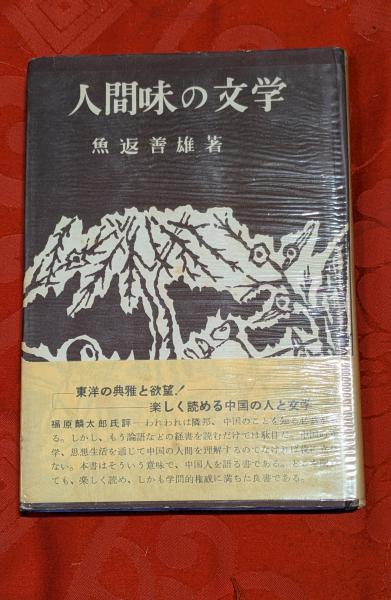 人間味の文学
魚返善雄著
東洋の典雅と欲望!
楽しく読める中国の人と文学
福原麟太郎氏評――われわれは隣邦、中国のことを知る必要があ
る。しかし、もう論語などの経書を読むだけでは駄目だ。中国の文
学、思想生活を通じて中国の人間を理解するのでなければ役に立た
ない。本書はそういう意味で、中国人を語る書である。どこを
ても、楽しく読め、しかも学問的権威に満ちた良書である。